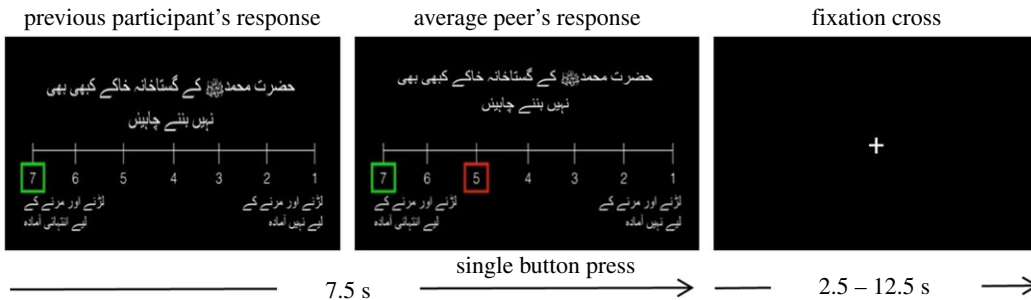 previous participant's response
average peer's response
fixation cross
حضرت محمدﷺ کے گستاخانہ خاکے کبھی بھی
نہیں بننے چاہیئں
7 6 5 4 3 2 1
لڑنے اور مرنے کے
لیے انتہائی آمادہ
لڑنے اور مرنے کے
لیے نہیں آمادہ
حضرت محمدﷺ کے گستاخانہ خاکے کبھی بھی
نہیں بننے چاہیئں
7 6 5 4 3 2 1
لڑنے اور مرنے کے
لیے انتہائی آمادہ
لڑنے اور مرنے کے
لیے نہیں آمادہ
+
single button press
7.5 s
2.5 – 12.5 s